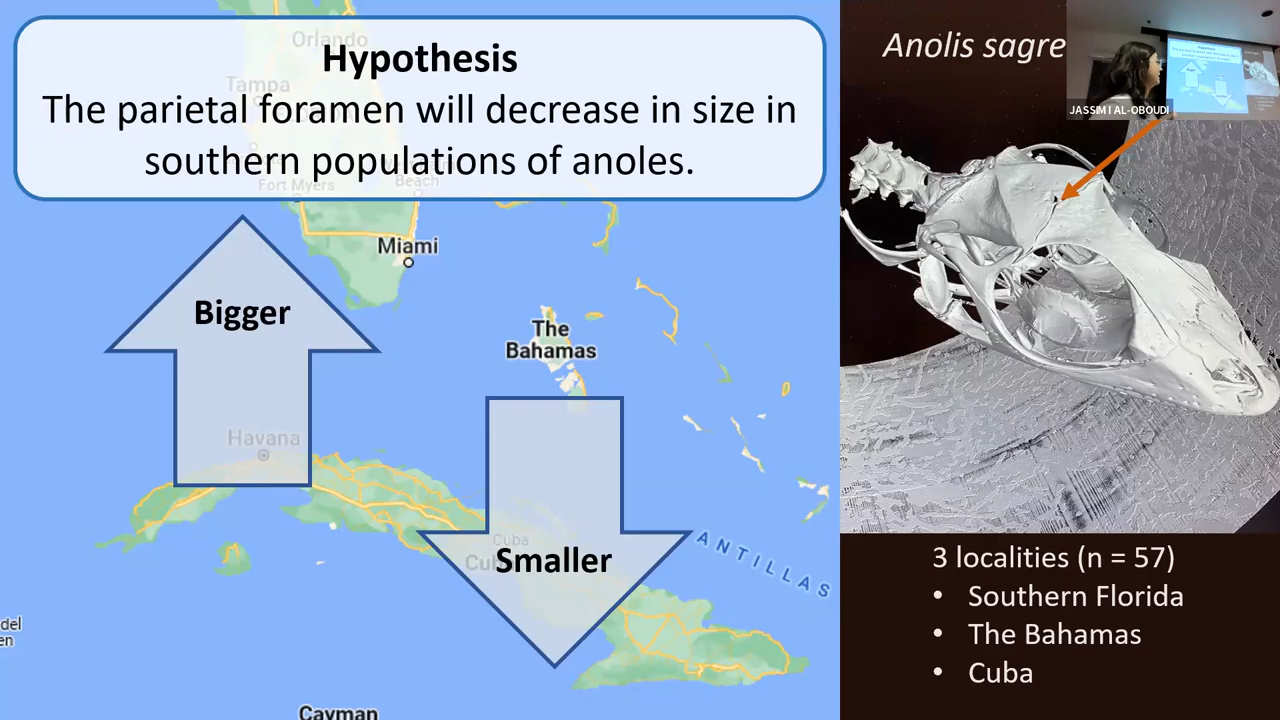 Hypothesis
The parietal foramen will decrease in size in
southern populations of anoles.
Orlando
Tampa
Fort Myers
Beach
Miami
Bigger
The
Bahamas
Havana
Cuba
Smaller
ANTILLAS
del
en
Cayman
Anolis sagre
JASSIM I AL-OBOUDI
3 localities (n = 57)
• Southern Florida
• The Bahamas
• Cuba